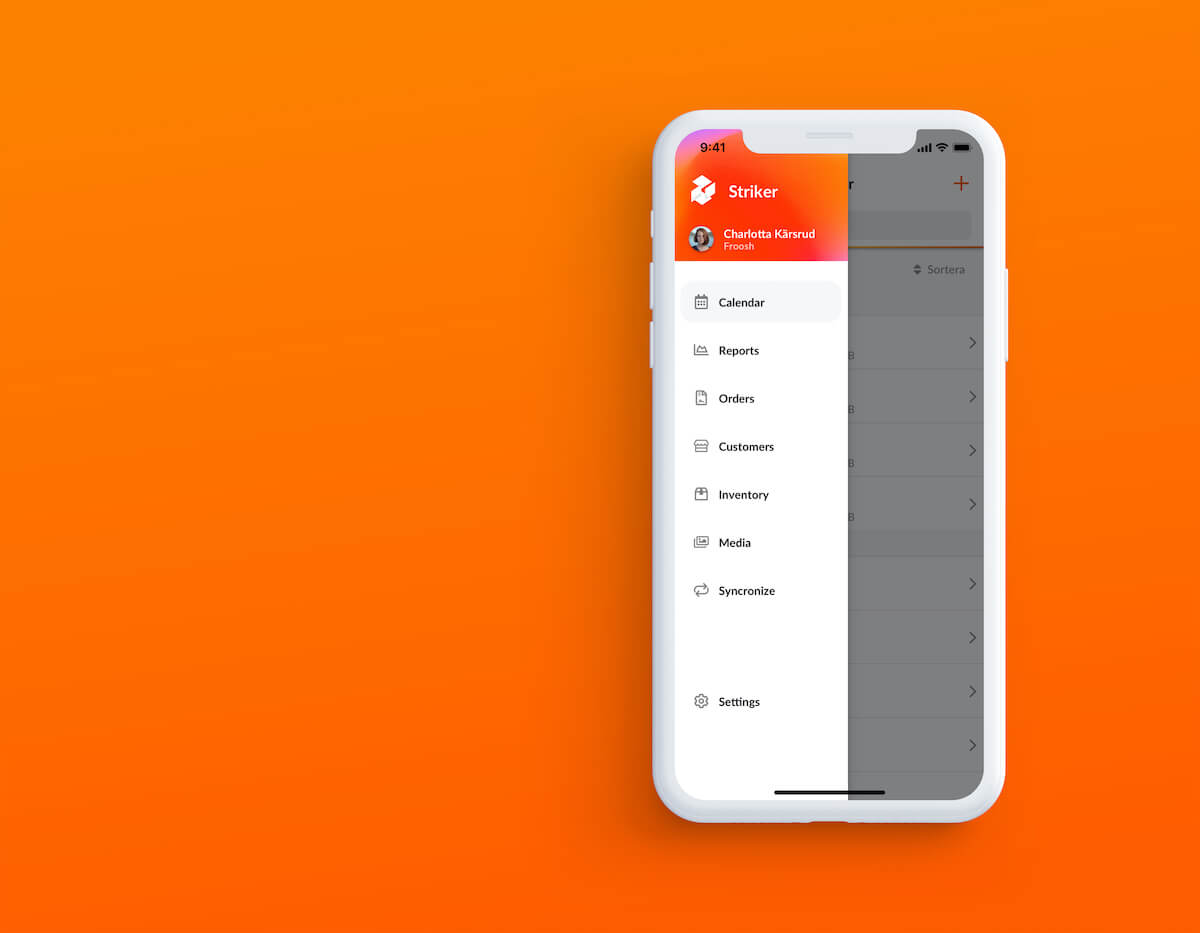 9:41
r
Striker
Charlotta Kärsrud
Froosh
Sortera
Calendar
Reports
B
Orders
B
Customers
B
Inventory
B
Media
Syncronize
Settings